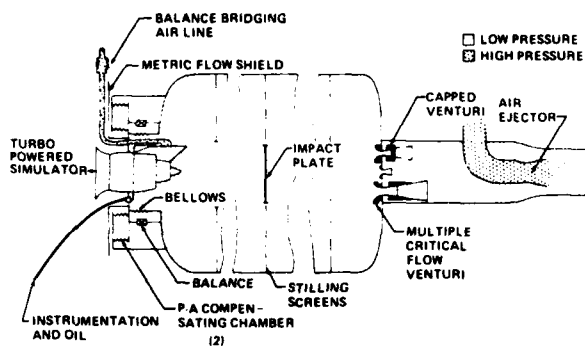 BALANCE BRIDGING
AIR LINE
METRIC FLOW SHIELD
LOW PRESSURE
HIGH PRESSURE
CAPPED
VENTURI
AIR
EJECTOR
TURBO
POWERED
SIMULATOR
IMPACT
PLATE
BELLOWS
MULTIPLE
CRITICAL
FLOW
VENTURI
BALANCE
STILLING
SCREENS
INSTRUMENTATION
AND OIL
P·A COMPEN-
SATING CHAMBER
(2)